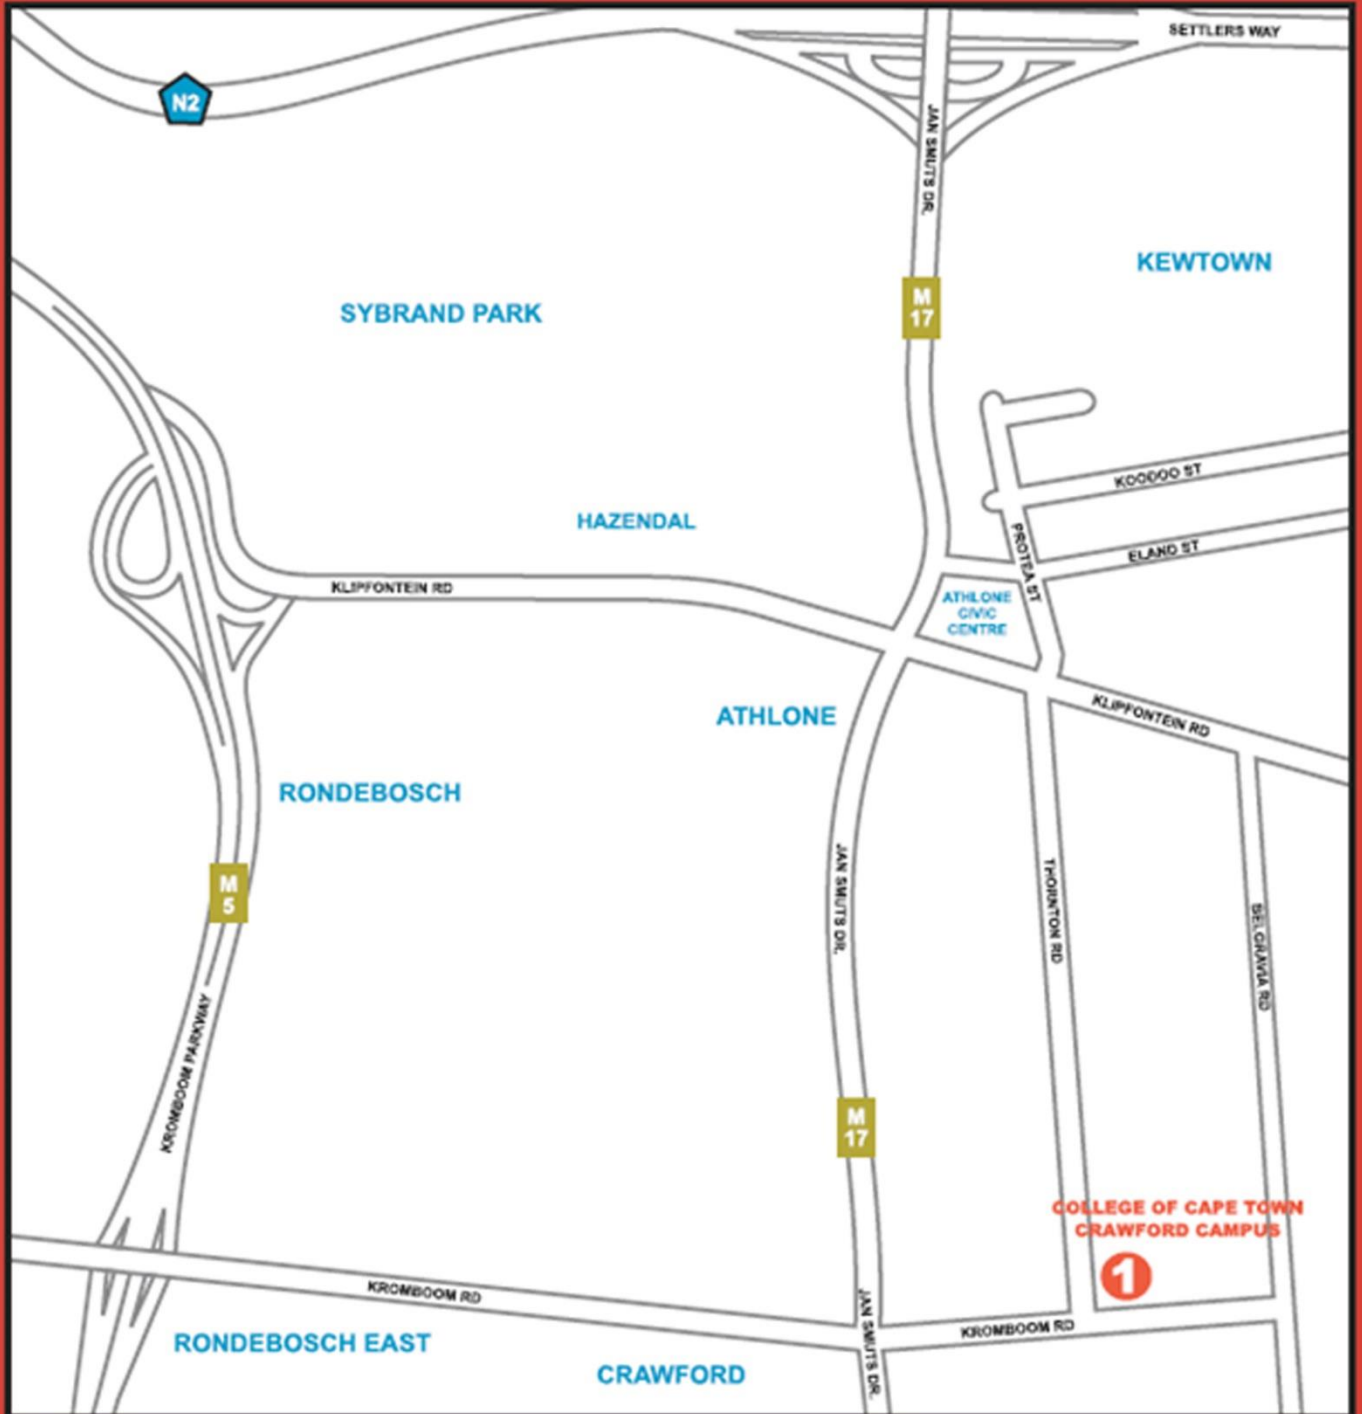 SETTLERS WAY
N2
JAN SMUTS DR.
KEWTOWN
M
17
SYBRAND PARK
KOODOO ST
HAZENDAL
PROTEA ST
ELAND ST
KLIPFONTEIN RD
ATHLONE
CIVIC
CENTRE
ATHLONE
KLIPFONTEIN RD
RONDEBOSCH
M
5
JAN SMUTS DR.
THORNTON RD
BELGRAVIA RD
KROMBOOM PARKWAY
M
17
COLLEGE OF CAPE TOWN
CRAWFORD CAMPUS
1
KROMBOOM RD
JAN SMUTS DR.
KROMBOOM RD
RONDEBOSCH EAST
CRAWFORD